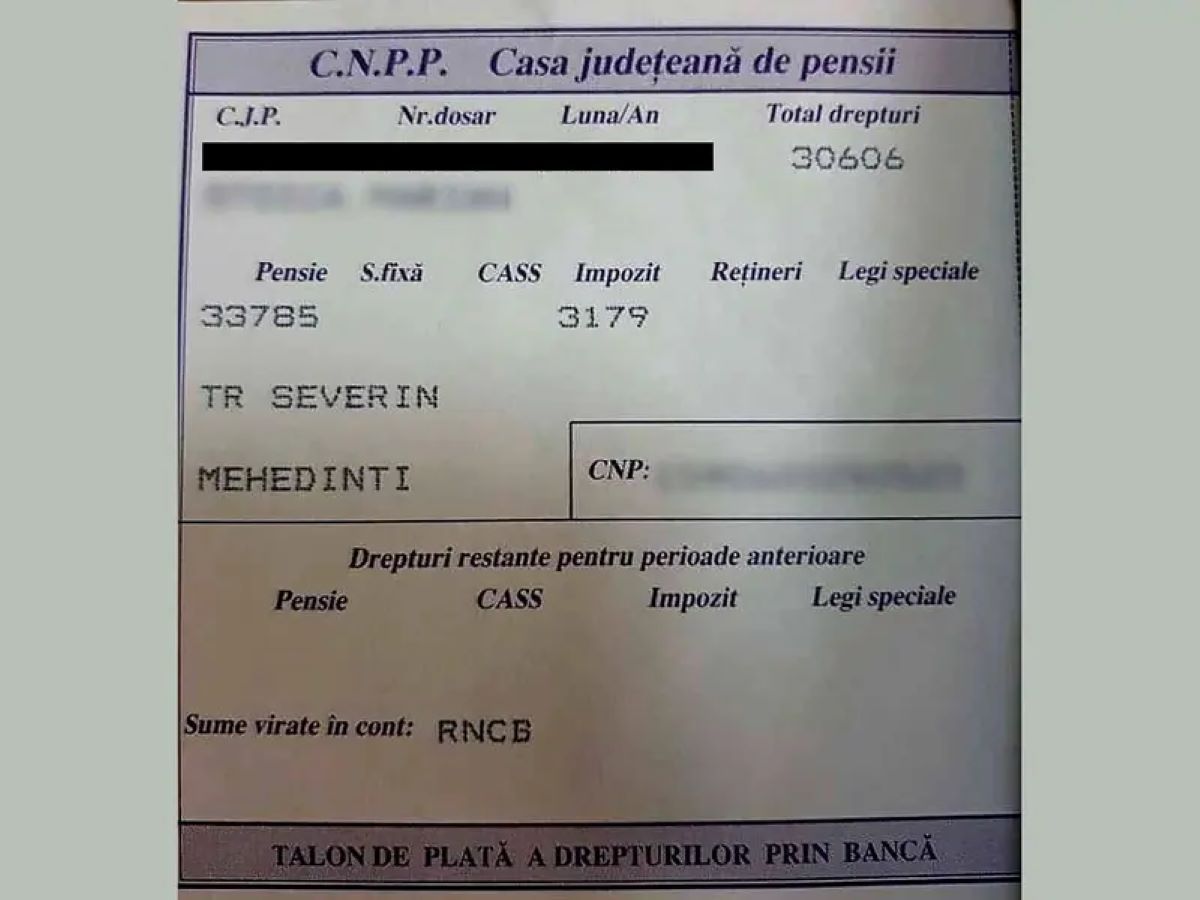 C.N.P.P. Casa județeană de pensii
C.J.P. Nr.dosar Luna/An Total drepturi
30606
Pensie S.fixă CASS Impozit Rețineri Legi speciale
33785 3179
TR SEVERIN
MEHEDINTI
CNP:
Drepturi restante pentru perioade anterioare
Pensie CASS Impozit Legi speciale
Sume virate în cont: RNCB
TALON DE PLATĂ A DREPTURILOR PRIN BANCĂ